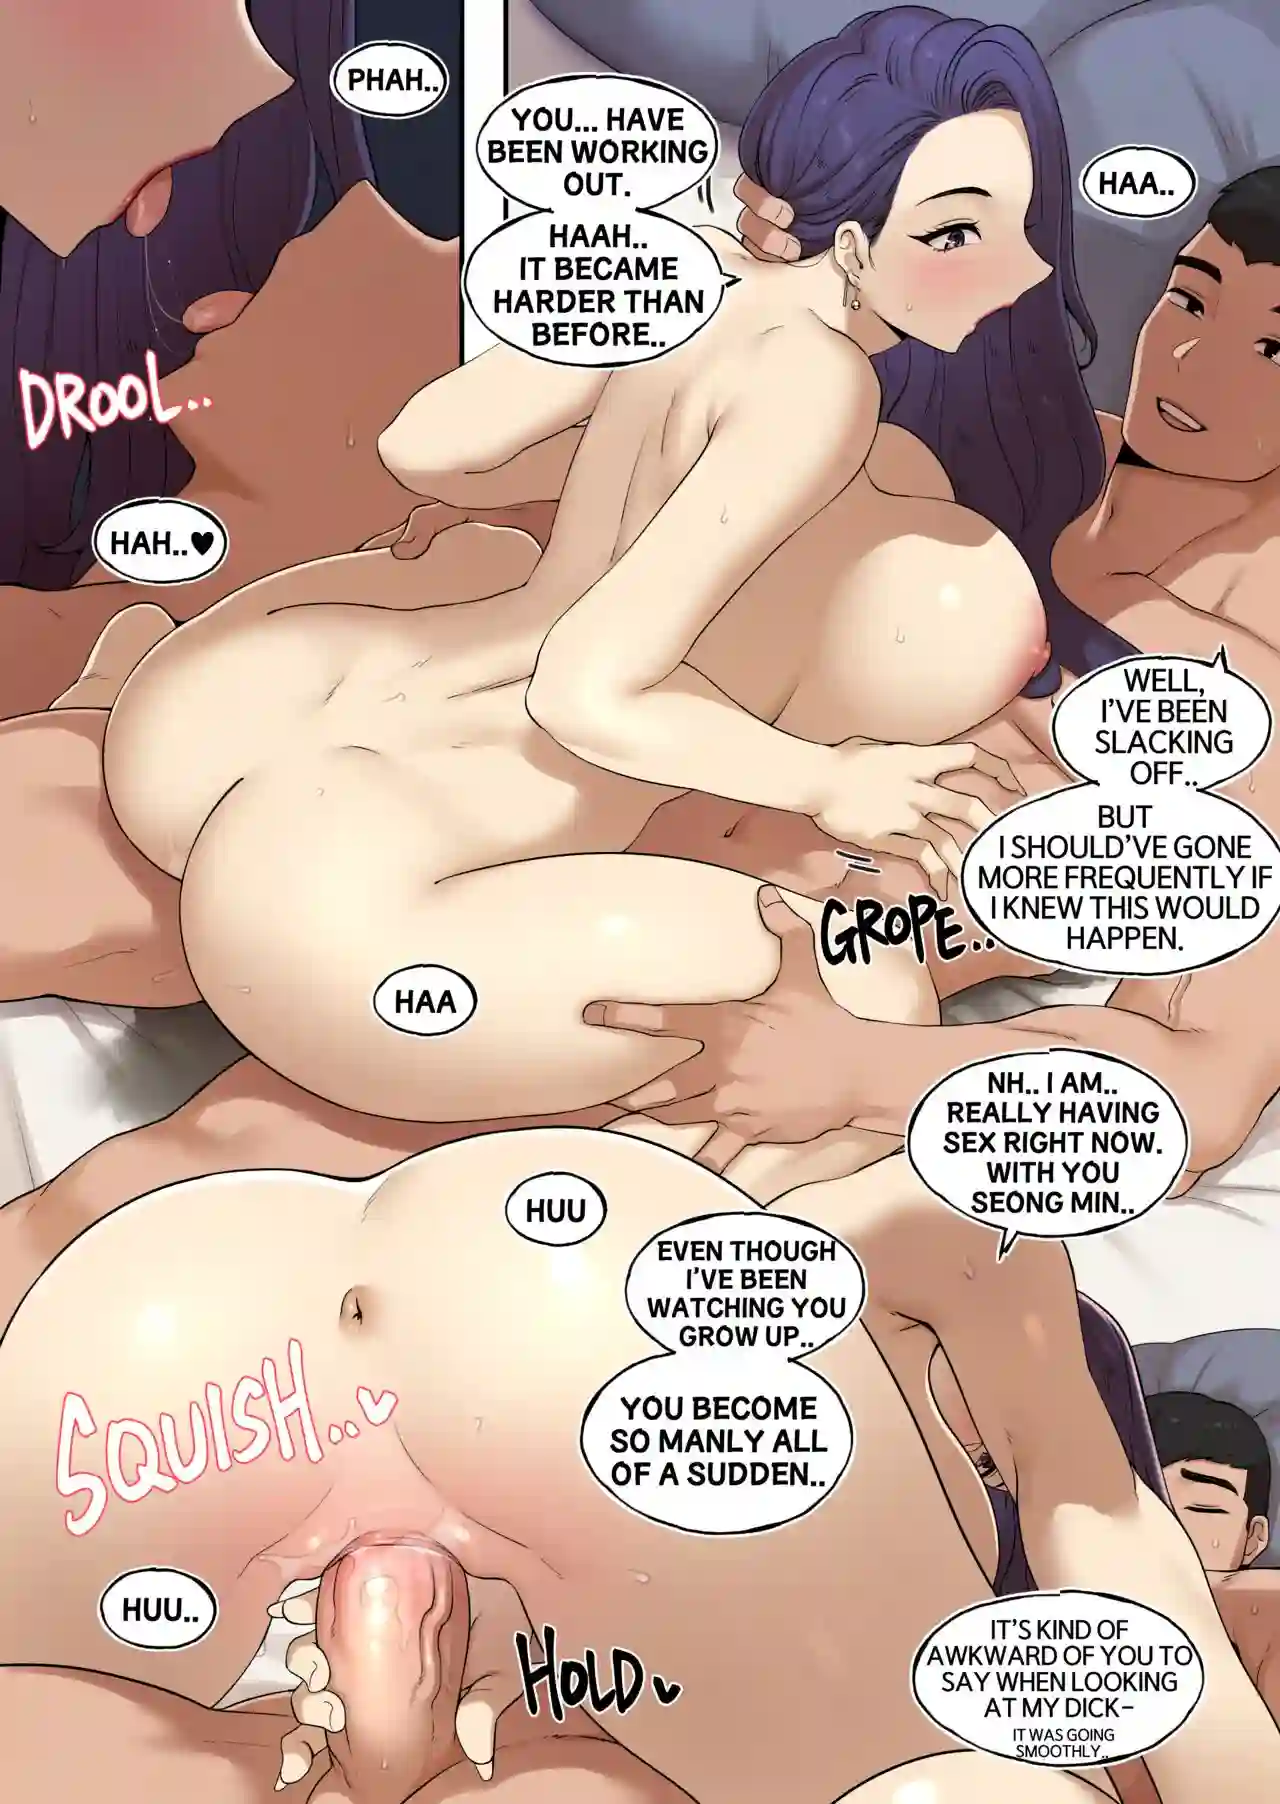 PHAH..
YOU... HAVE
BEEN WORKING
OUT.
HAAH..
IT BECAME
HARDER THAN
BEFORE..
HAA..
DROOL..
HAH..♥
WELL,
I'VE BEEN
SLACKING
OFF..
BUT
I SHOULD'VE GONE
MORE FREQUENTLY IF
I KNEW THIS WOULD
HAPPEN.
GROPE..
HAA
NH.. I AM..
REALLY HAVING
SEX RIGHT NOW.
WITH YOU
SEONG MIN..
HUU
EVEN THOUGH
I'VE BEEN
WATCHING YOU
GROW UP..
YOU BECOME
SO MANLY ALL
OF A SUDDEN..
SQUISH..♥
HUU..
HOLD♥
IT'S KIND OF
AWKWARD OF YOU TO
SAY WHEN LOOKING
AT MY DICK-
IT WAS GOING
SMOOTHLY..